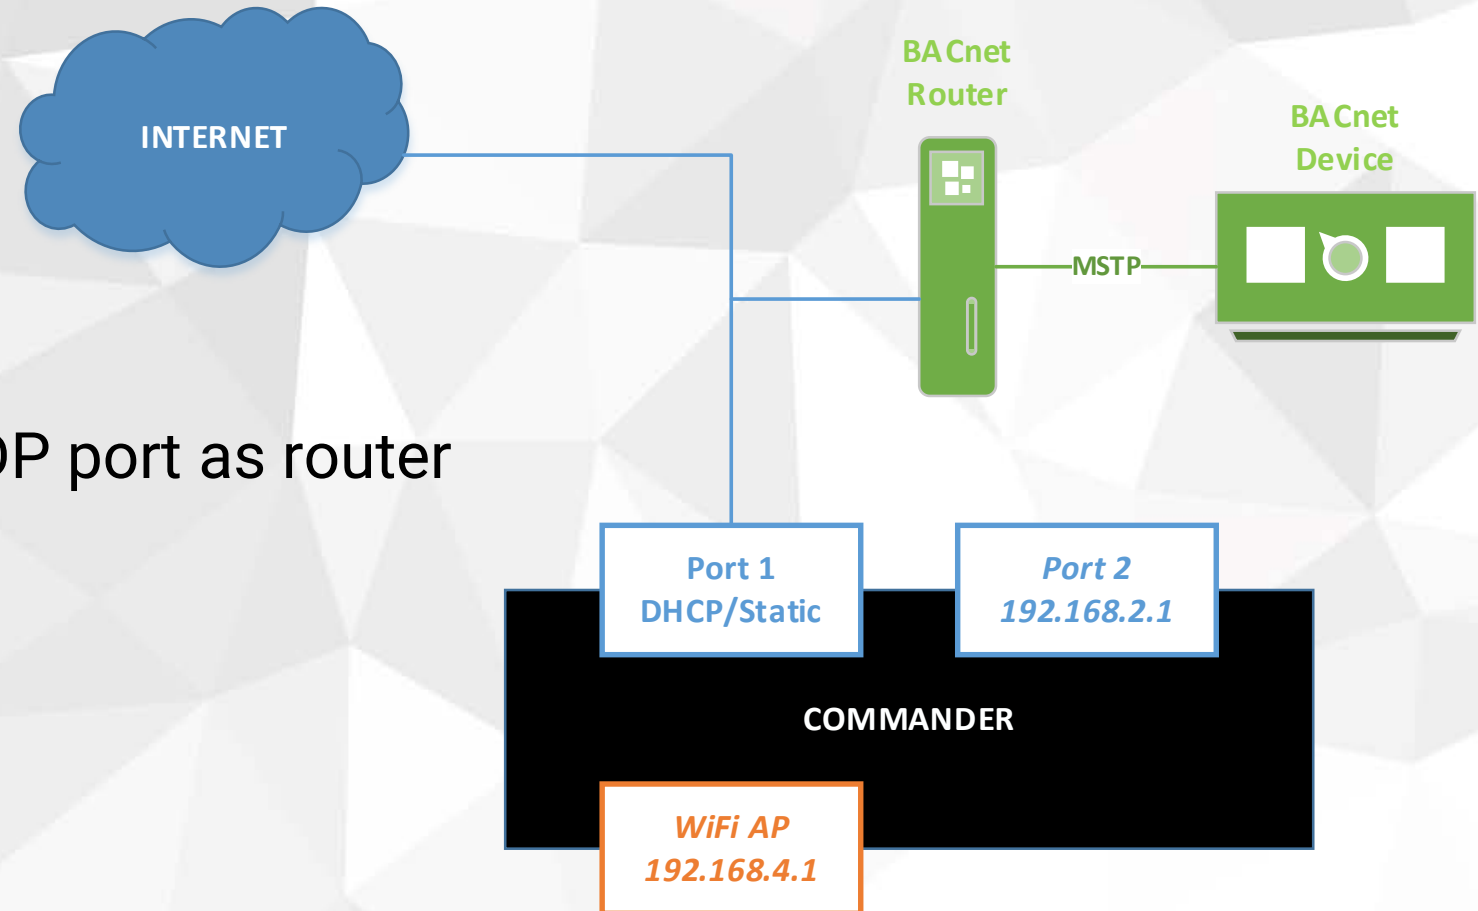 BACnet
Router
BACnet
Device
INTERNET
MSTP
port as router
Port 1
DHCP/Static
Port 2
192.168.2.1
COMMANDER
WiFi AP
192.168.4.1